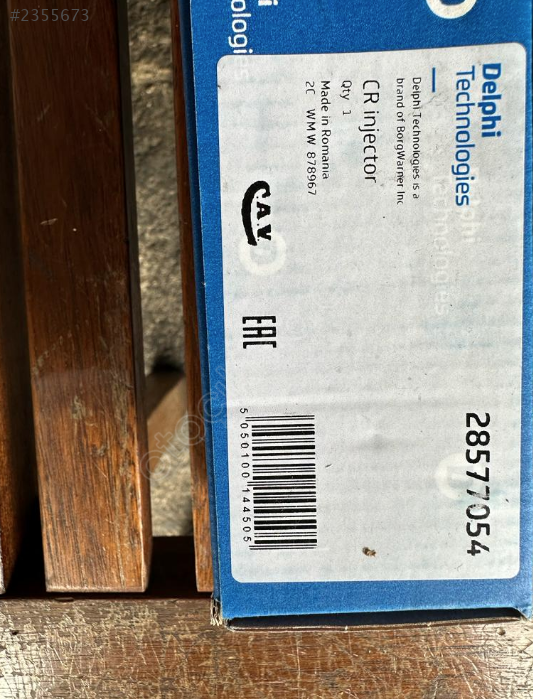 #2355673
Delphi
Technologies
Delphi Technologies is a
brand of BorgWarner Inc
CR injector
Qty 1
Made in Romania
2C WMW 878967
C.A.V.
EAC
28577054
5 050100 144505